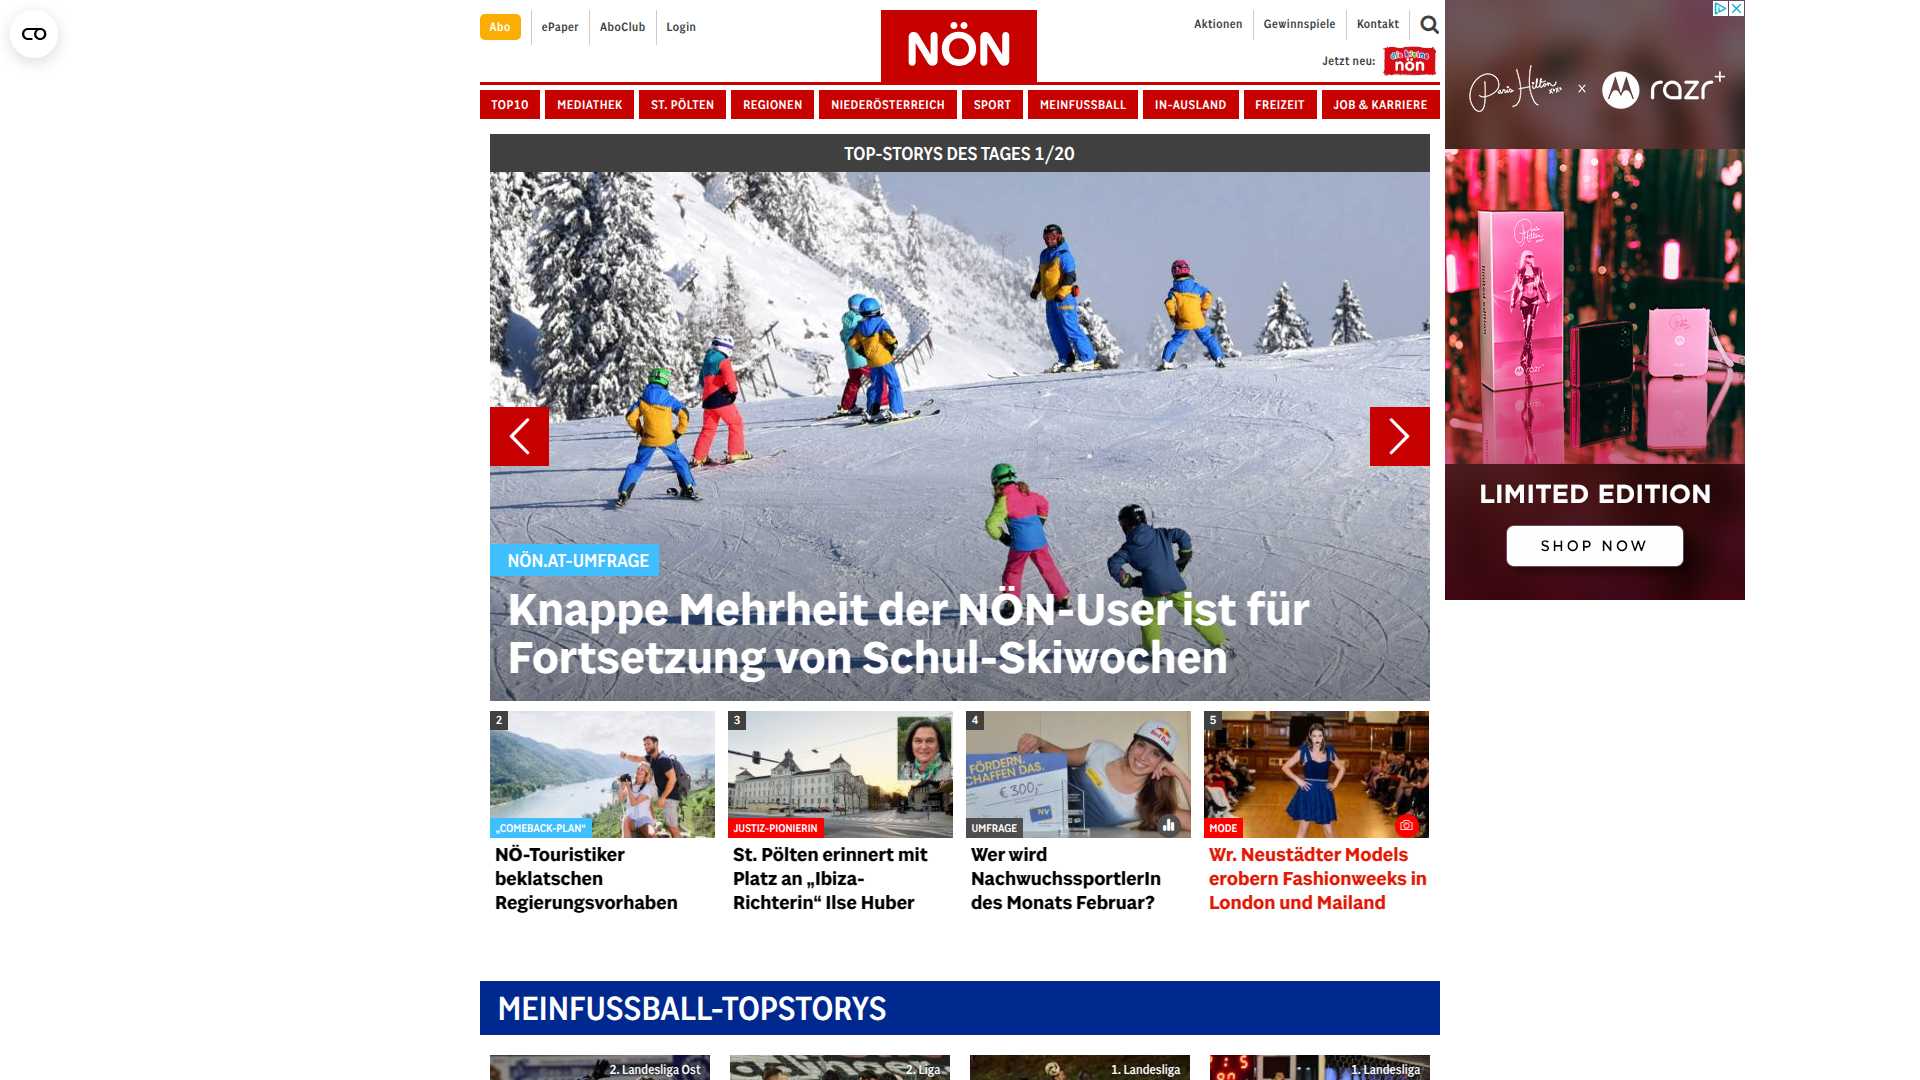 Abo
ePaper
AboClub
Login
NÖN
Aktionen
Gewinnspiele
Kontakt
Jetzt neu:
die kleine
nön
TOP10
MEDIATHEK
ST. PÖLTEN
REGIONEN
NIEDERÖSTERREICH
SPORT
MEINFUSSBALL
IN-AUSLAND
FREIZEIT
JOB & KARRIERE
Paris Hilton
x
razr+
TOP-STORYS DES TAGES 1/20
NÖN.AT-UMFRAGE
Knappe Mehrheit der NÖN-User ist für
Fortsetzung von Schul-Skiwochen
LIMITED EDITION
SHOP NOW
2
„COMEBACK-PLAN“
NÖ-Touristiker
beklatschen
Regierungsvorhaben
3
JUSTIZ-PIONIERIN
St. Pölten erinnert mit
Platz an „Ibiza-
Richterin“ Ilse Huber
4
FÖRDERN.
SCHAFFEN DAS.
€ 300,-
NV
Red Bull
UMFRAGE
Wer wird
NachwuchssportlerIn
des Monats Februar?
5
MODE
Wr. Neustädter Models
erobern Fashionweeks in
London und Mailand
MEINFUSSBALL-TOPSTORYS
2. Landesliga Ost
2. Liga
1. Landesliga
1. Landesliga